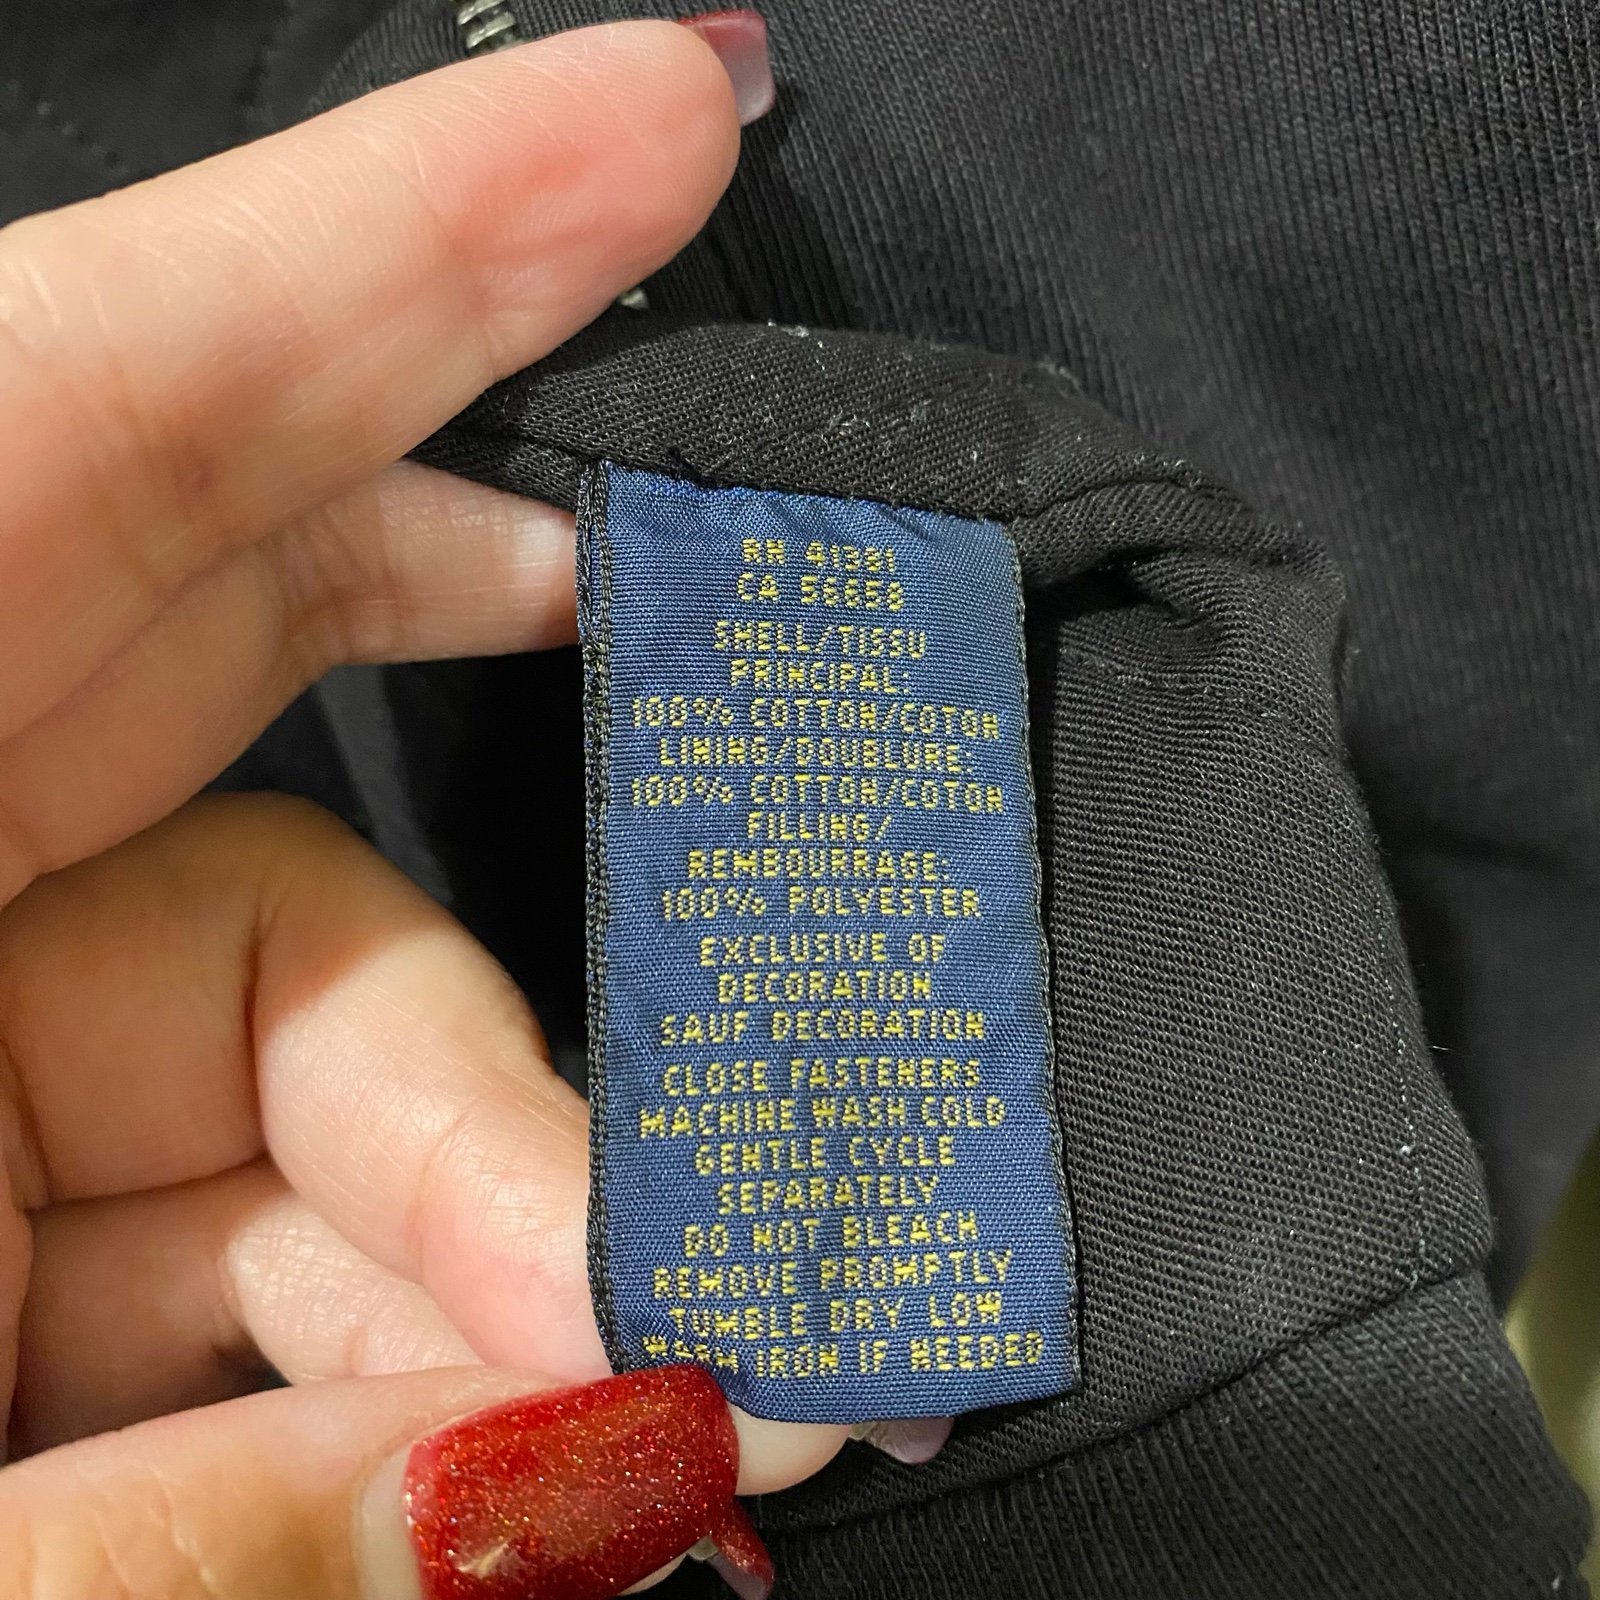 RN 41381
CA 56658
SHELL/TISSU
PRINCIPAL:
100% COTTON/COTON
LINING/DOUBLURE:
100% COTTON/COTON
FILLING/
REMBOURRAGE:
100% POLYESTER
EXCLUSIVE OF
DECORATION
SAUF DECORATION
CLOSE FASTENERS
MACHINE WASH COLD
GENTLE CYCLE
SEPARATELY
DO NOT BLEACH
REMOVE PROMPTLY
TUMBLE DRY LOW
WARM IRON IF NEEDED